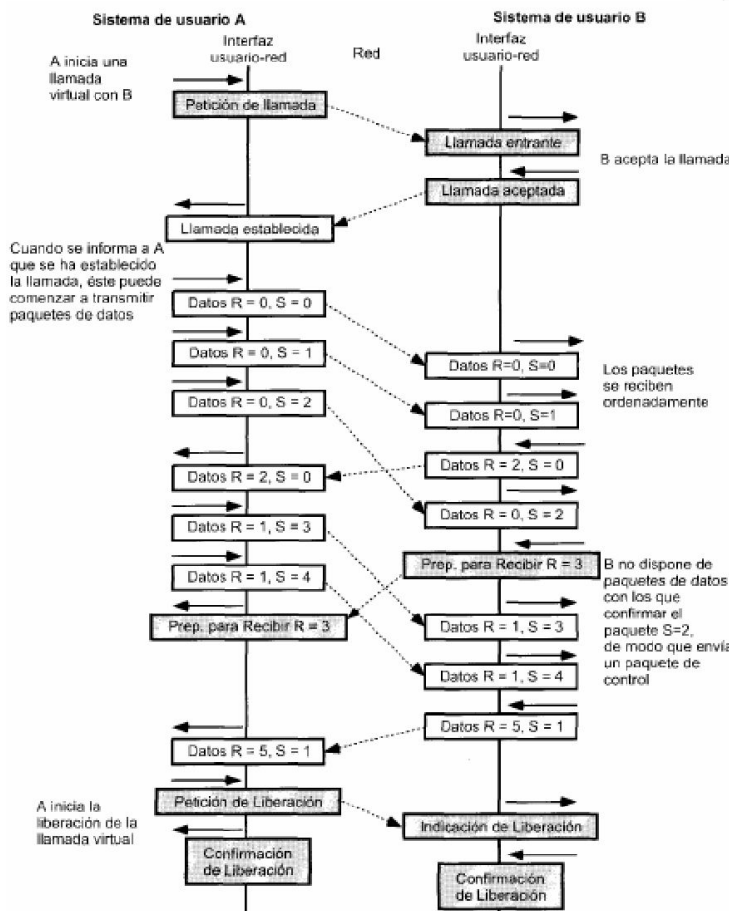 Sistema de usuario A
Sistema de usuario B
Interfaz
usuario-red
Red
Interfaz
usuario-red
A inicia una
llamada
virtual con B
Petición de llamada
Llamada entrante
B acepta la llamada
Llamada aceptada
Llamada establecida
Cuando se informa a A
que se ha establecido
la llamada, éste puede
comenzar a transmitir
paquetes de datos
Datos R = 0, S = 0
Datos R = 0, S = 1
Datos R=0, S=0
Los paquetes
se reciben
ordenadamente
Datos R = 0, S = 2
Datos R=0, S=1
Datos R = 2, S = 0
Datos R = 2, S = 0
Datos R = 1, S = 3
Datos R = 0, S = 2
Datos R = 1, S = 4
Prep. para Recibir R = 3
B no dispone de
paquetes de datos
con los que
confirmar el
paquete S=2,
de modo que envía
un paquete de
control
Prep. para Recibir R = 3
Datos R = 1, S = 3
Datos R = 1, S = 4
Datos R = 5, S = 1
Datos R = 5, S = 1
A inicia la
liberación de la
llamada virtual
Petición de Liberación
Indicación de Liberación
Confirmación
de Liberación
Confirmación
de Liberación